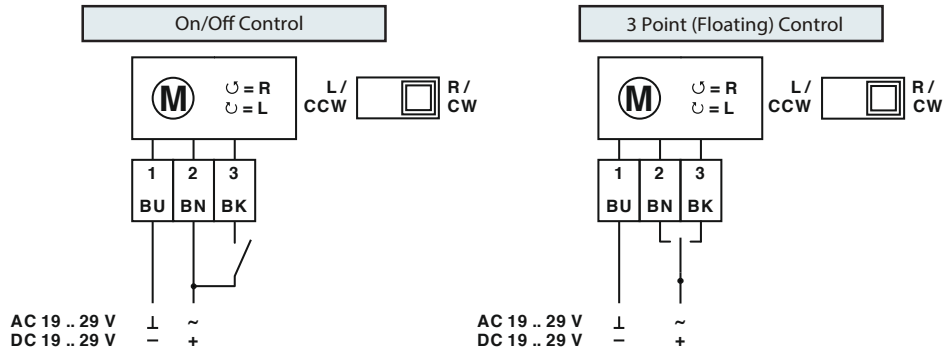 On/Off Control
M
↺ = R
↻ = L
L /
CCW
R /
CW
1 2 3
BU BN BK
AC 19 .. 29 V ⊥ ~
DC 19 .. 29 V − +
3 Point (Floating) Control
M
↺ = R
↻ = L
L /
CCW
R /
CW
1 2 3
BU BN BK
AC 19 .. 29 V ⊥ ~
DC 19 .. 29 V − +